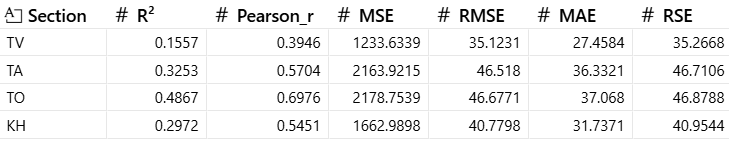 Section # R² # Pearson_r # MSE # RMSE # MAE # RSE
TV 0.1557 0.3946 1233.6339 35.1231 27.4584 35.2668
TA 0.3253 0.5704 2163.9215 46.518 36.3321 46.7106
TO 0.4867 0.6976 2178.7539 46.6771 37.068 46.8788
KH 0.2972 0.5451 1662.9898 40.7798 31.7371 40.9544